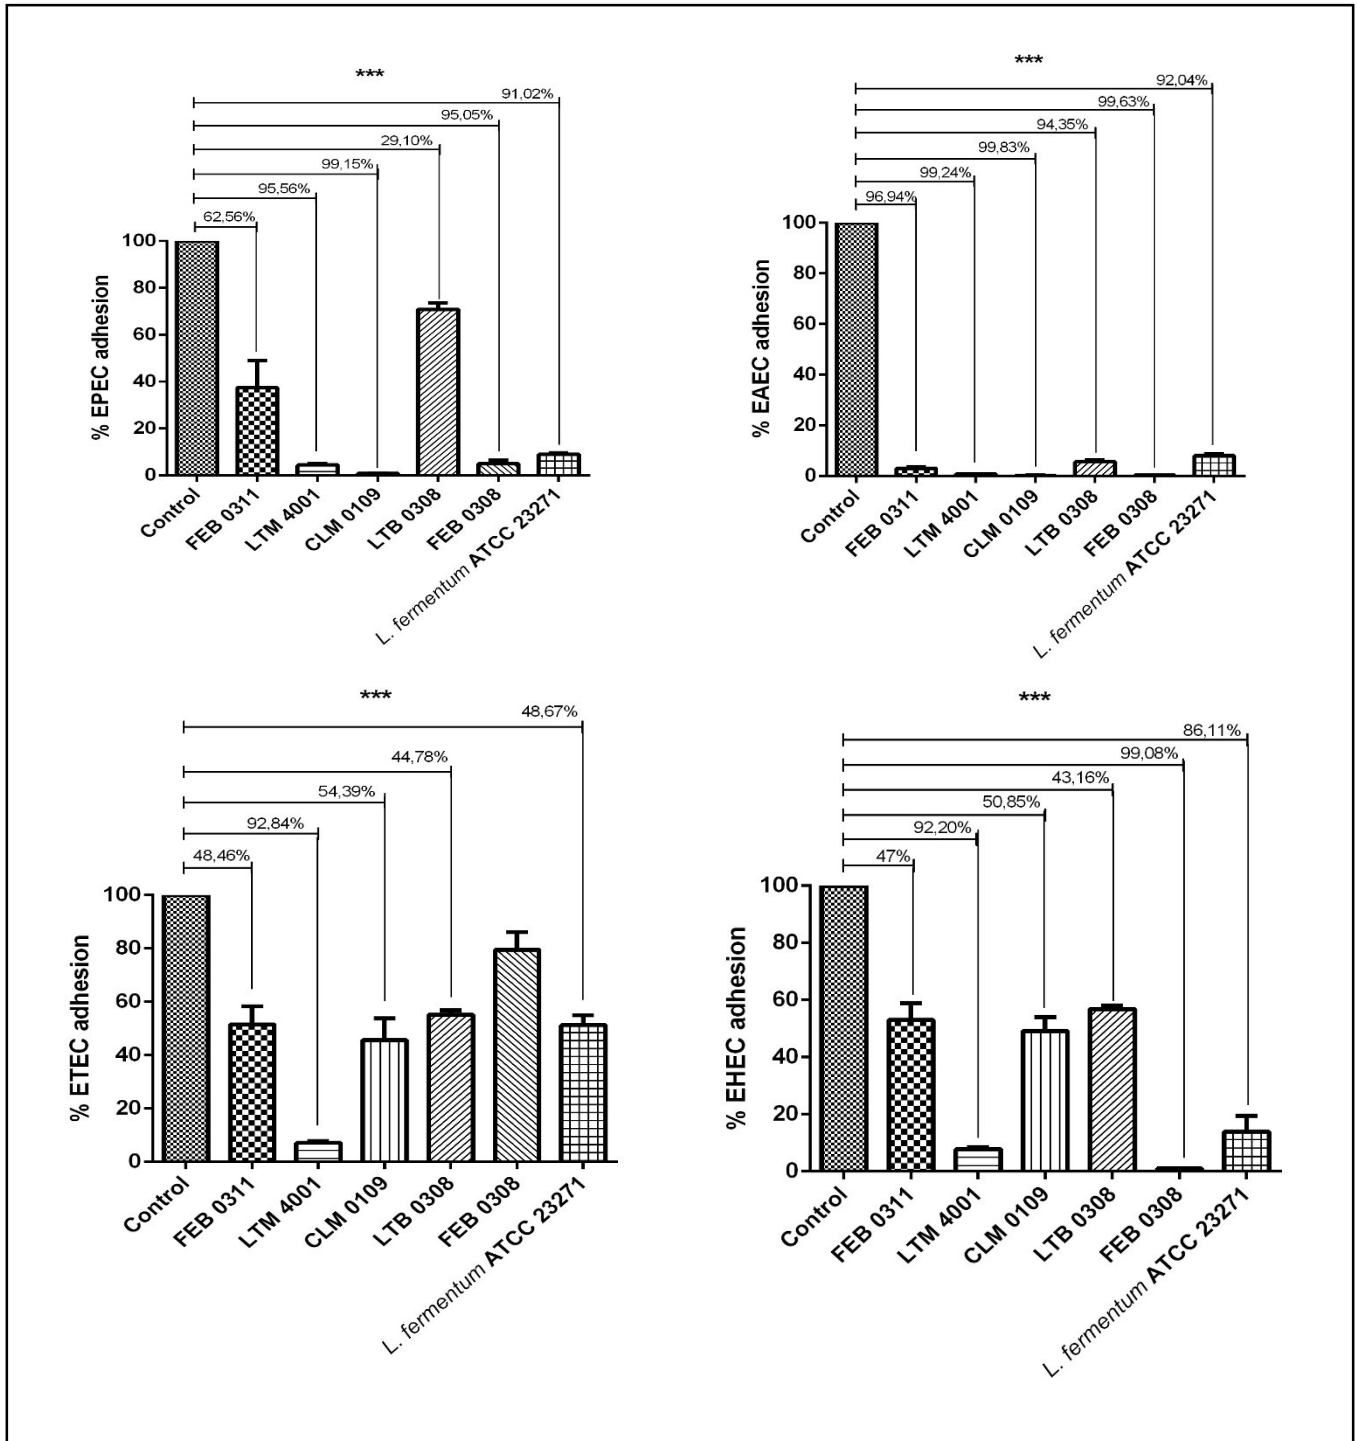 ***
91,02%
95,05%
29,10%
99,15%
95,56%
62,56%
% EPEC adhesion
100
80
60
40
20
0
Control
FEB 0311
LTM 4001
CLM 0109
LTB 0308
FEB 0308
L. fermentum ATCC 23271
***
92,04%
99,63%
94,35%
99,83%
99,24%
96,94%
% EAEC adhesion
100
80
60
40
20
0
Control
FEB 0311
LTM 4001
CLM 0109
LTB 0308
FEB 0308
L. fermentum ATCC 23271
***
48,67%
44,78%
54,39%
92,84%
48,46%
% ETEC adhesion
100
80
60
40
20
0
Control
FEB 0311
LTM 4001
CLM 0109
LTB 0308
FEB 0308
L. fermentum ATCC 23271
***
86,11%
99,08%
43,16%
50,85%
92,20%
47%
% EHEC adhesion
100
80
60
40
20
0
Control
FEB 0311
LTM 4001
CLM 0109
LTB 0308
FEB 0308
L. fermentum ATCC 23271